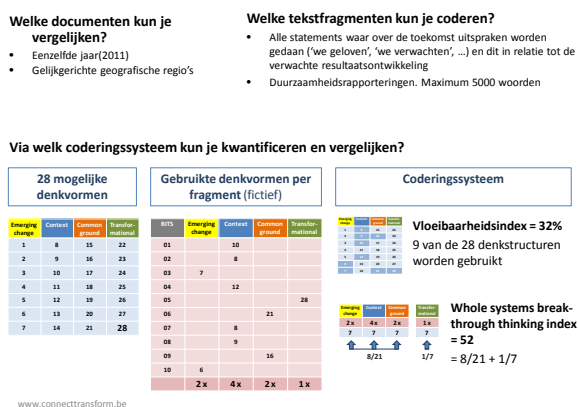 Welke documenten kun je
vergelijken?
• Eenzelfde jaar(2011)
• Gelijkgerichte geografische regio's
Welke tekstfragmenten kun je coderen?
• Alle statements waar over de toekomst uitspraken worden
gedaan ('we geloven', 'we verwachten', ...) en dit in relatie tot de
verwachte resultaatsontwikkeling
• Duurzaamheidsrapporteringen. Maximum 5000 woorden
Via welk coderingssysteem kun je kwantificeren en vergelijken?
28 mogelijke
denkvormen
Emerging change Context Common ground Transfor-mational
1 8 15 22
2 9 16 23
3 10 17 24
4 11 18 25
5 12 19 26
6 13 20 27
7 14 21 28
Gebruikte denkvormen per
fragment (fictief)
BITS Emerging change Context Common ground Transfor-mational
01 10
02 8
03 7
04 12
05 28
06 21
07 8
08 9
09 16
10 6
2 x 4 x 2 x 1 x
Coderingssysteem
Vloeibaarheidsindex = 32%
9 van de 28 denkstructuren
worden gebruikt
Emerging change Context Common ground Transfor-mational
2 x 4 x 2 x 1 x
7 7 7 7
8/21 1/7
Whole systems break-
through thinking index
= 52
= 8/21 + 1/7
www.connecttransform.be